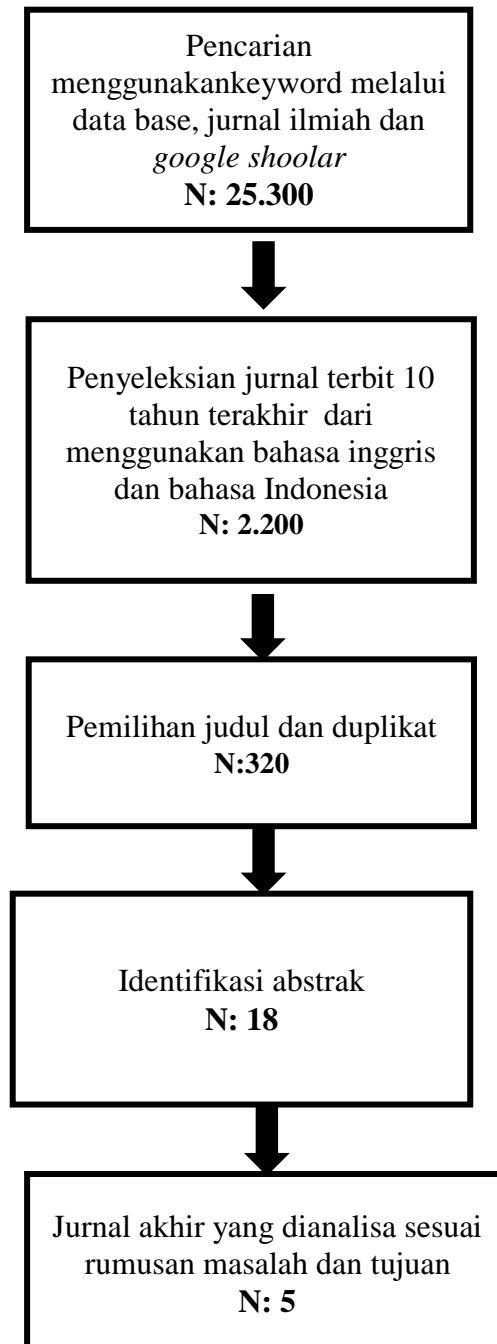 Pencarian
menggunakankeyword melalui
data base, jurnal ilmiah dan
google shoolar
N: 25.300
Penyeleksian jurnal terbit 10
tahun terakhir dari
menggunakan bahasa inggris
dan bahasa Indonesia
N: 2.200
Pemilihan judul dan duplikat
N:320
Identifikasi abstrak
N: 18
Jurnal akhir yang dianalisa sesuai
rumusan masalah dan tujuan
N: 5